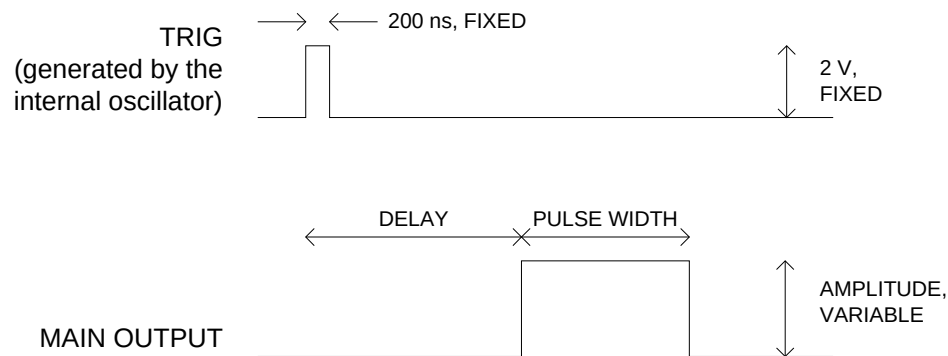 200 ns, FIXED
TRIG
(generated by the
internal oscillator)
2 V,
FIXED
DELAY
PULSE WIDTH
AMPLITUDE,
VARIABLE
MAIN OUTPUT